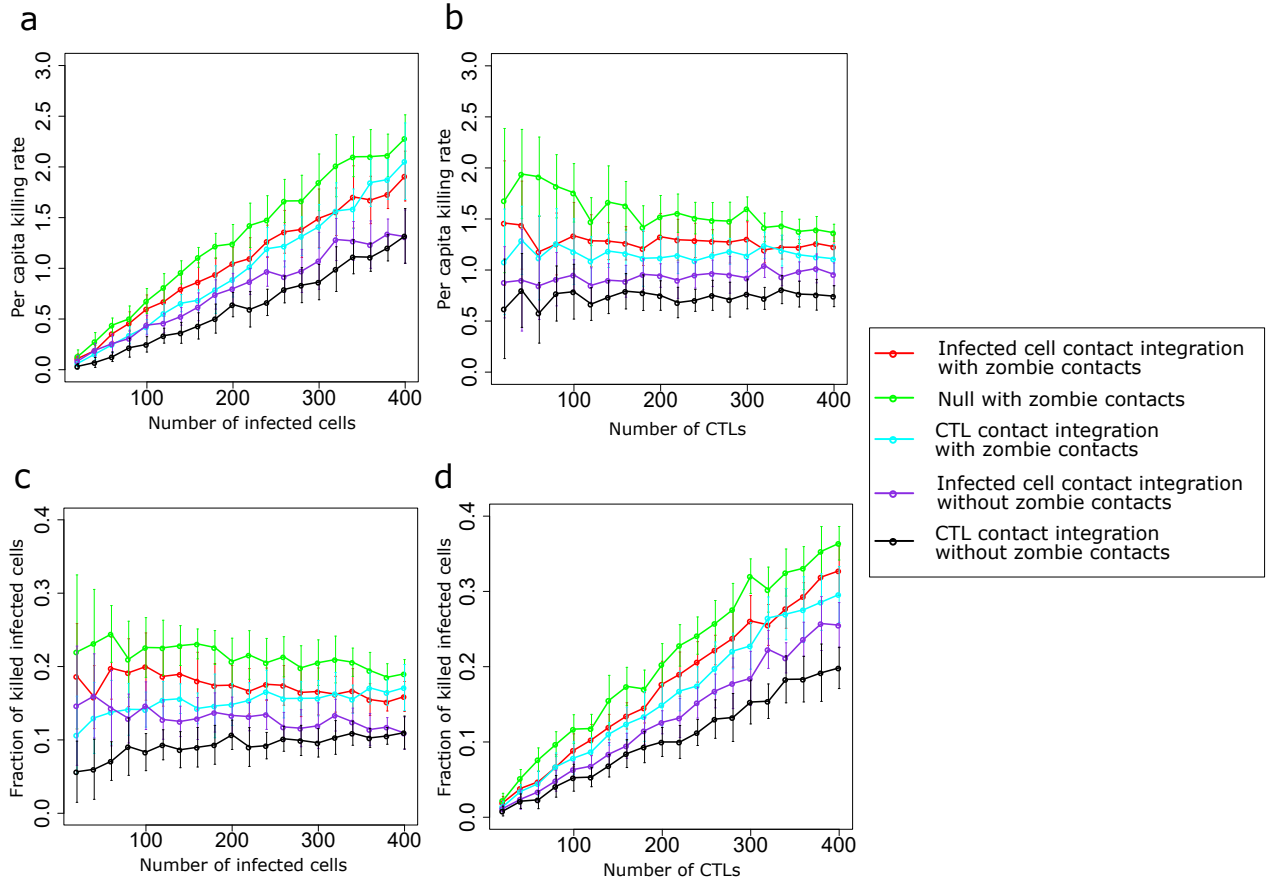 a
Per capita killing rate
3.0
2.5
2.0
1.5
1.0
0.5
0.0
100
200
300
400
Number of infected cells
b
Per capita killing rate
3.0
2.5
2.0
1.5
1.0
0.5
0.0
100
200
300
400
Number of CTLs
c
Fraction of killed infected cells
0.4
0.3
0.2
0.1
0.0
100
200
300
400
Number of infected cells
d
Fraction of killed infected cells
0.4
0.3
0.2
0.1
0.0
100
200
300
400
Number of CTLs
Infected cell contact integration
with zombie contacts
Null with zombie contacts
CTL contact integration
with zombie contacts
Infected cell contact integration
without zombie contacts
CTL contact integration
without zombie contacts